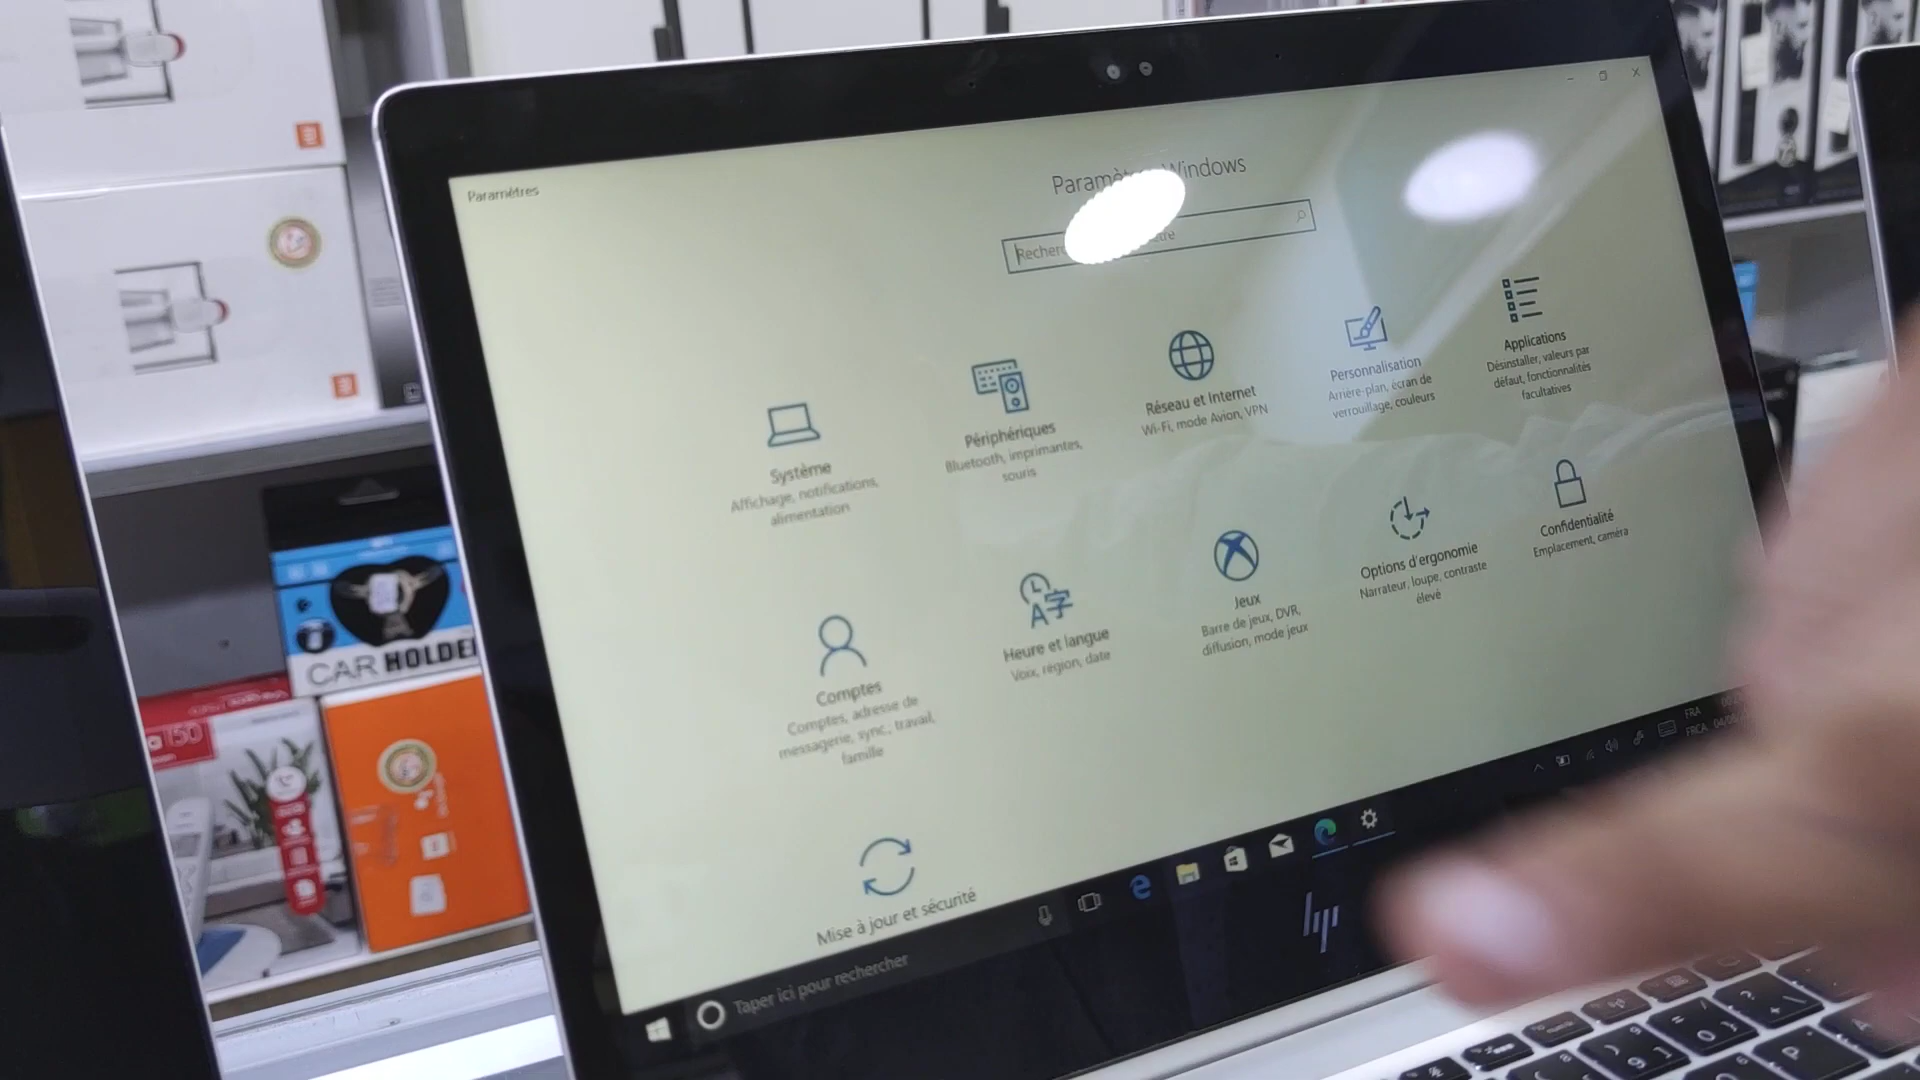 Paramètres
Windows
Système
Affichage, notifications,
alimentation
Périphériques
Bluetooth, imprimantes,
souris
Réseau et Internet
Wi-Fi, mode Avion, VPN
Personnalisation
Arrière-plan, écran de
verrouillage, couleurs
Applications
Désinstaller, valeurs par
défaut, fonctionnalités
facultatives
Comptes
Comptes, adresse de
messagerie, sync., travail,
famille
Heure et langue
Voix, région, date
Jeux
Barre de jeux, DVR,
diffusion, mode jeux
Options d'ergonomie
Narrateur, loupe, contraste
élevé
Confidentialité
Emplacement, caméra
Mise à jour et sécurité
Taper ici pour rechercher
FRA
FRCA
hp
CAR HOLDE